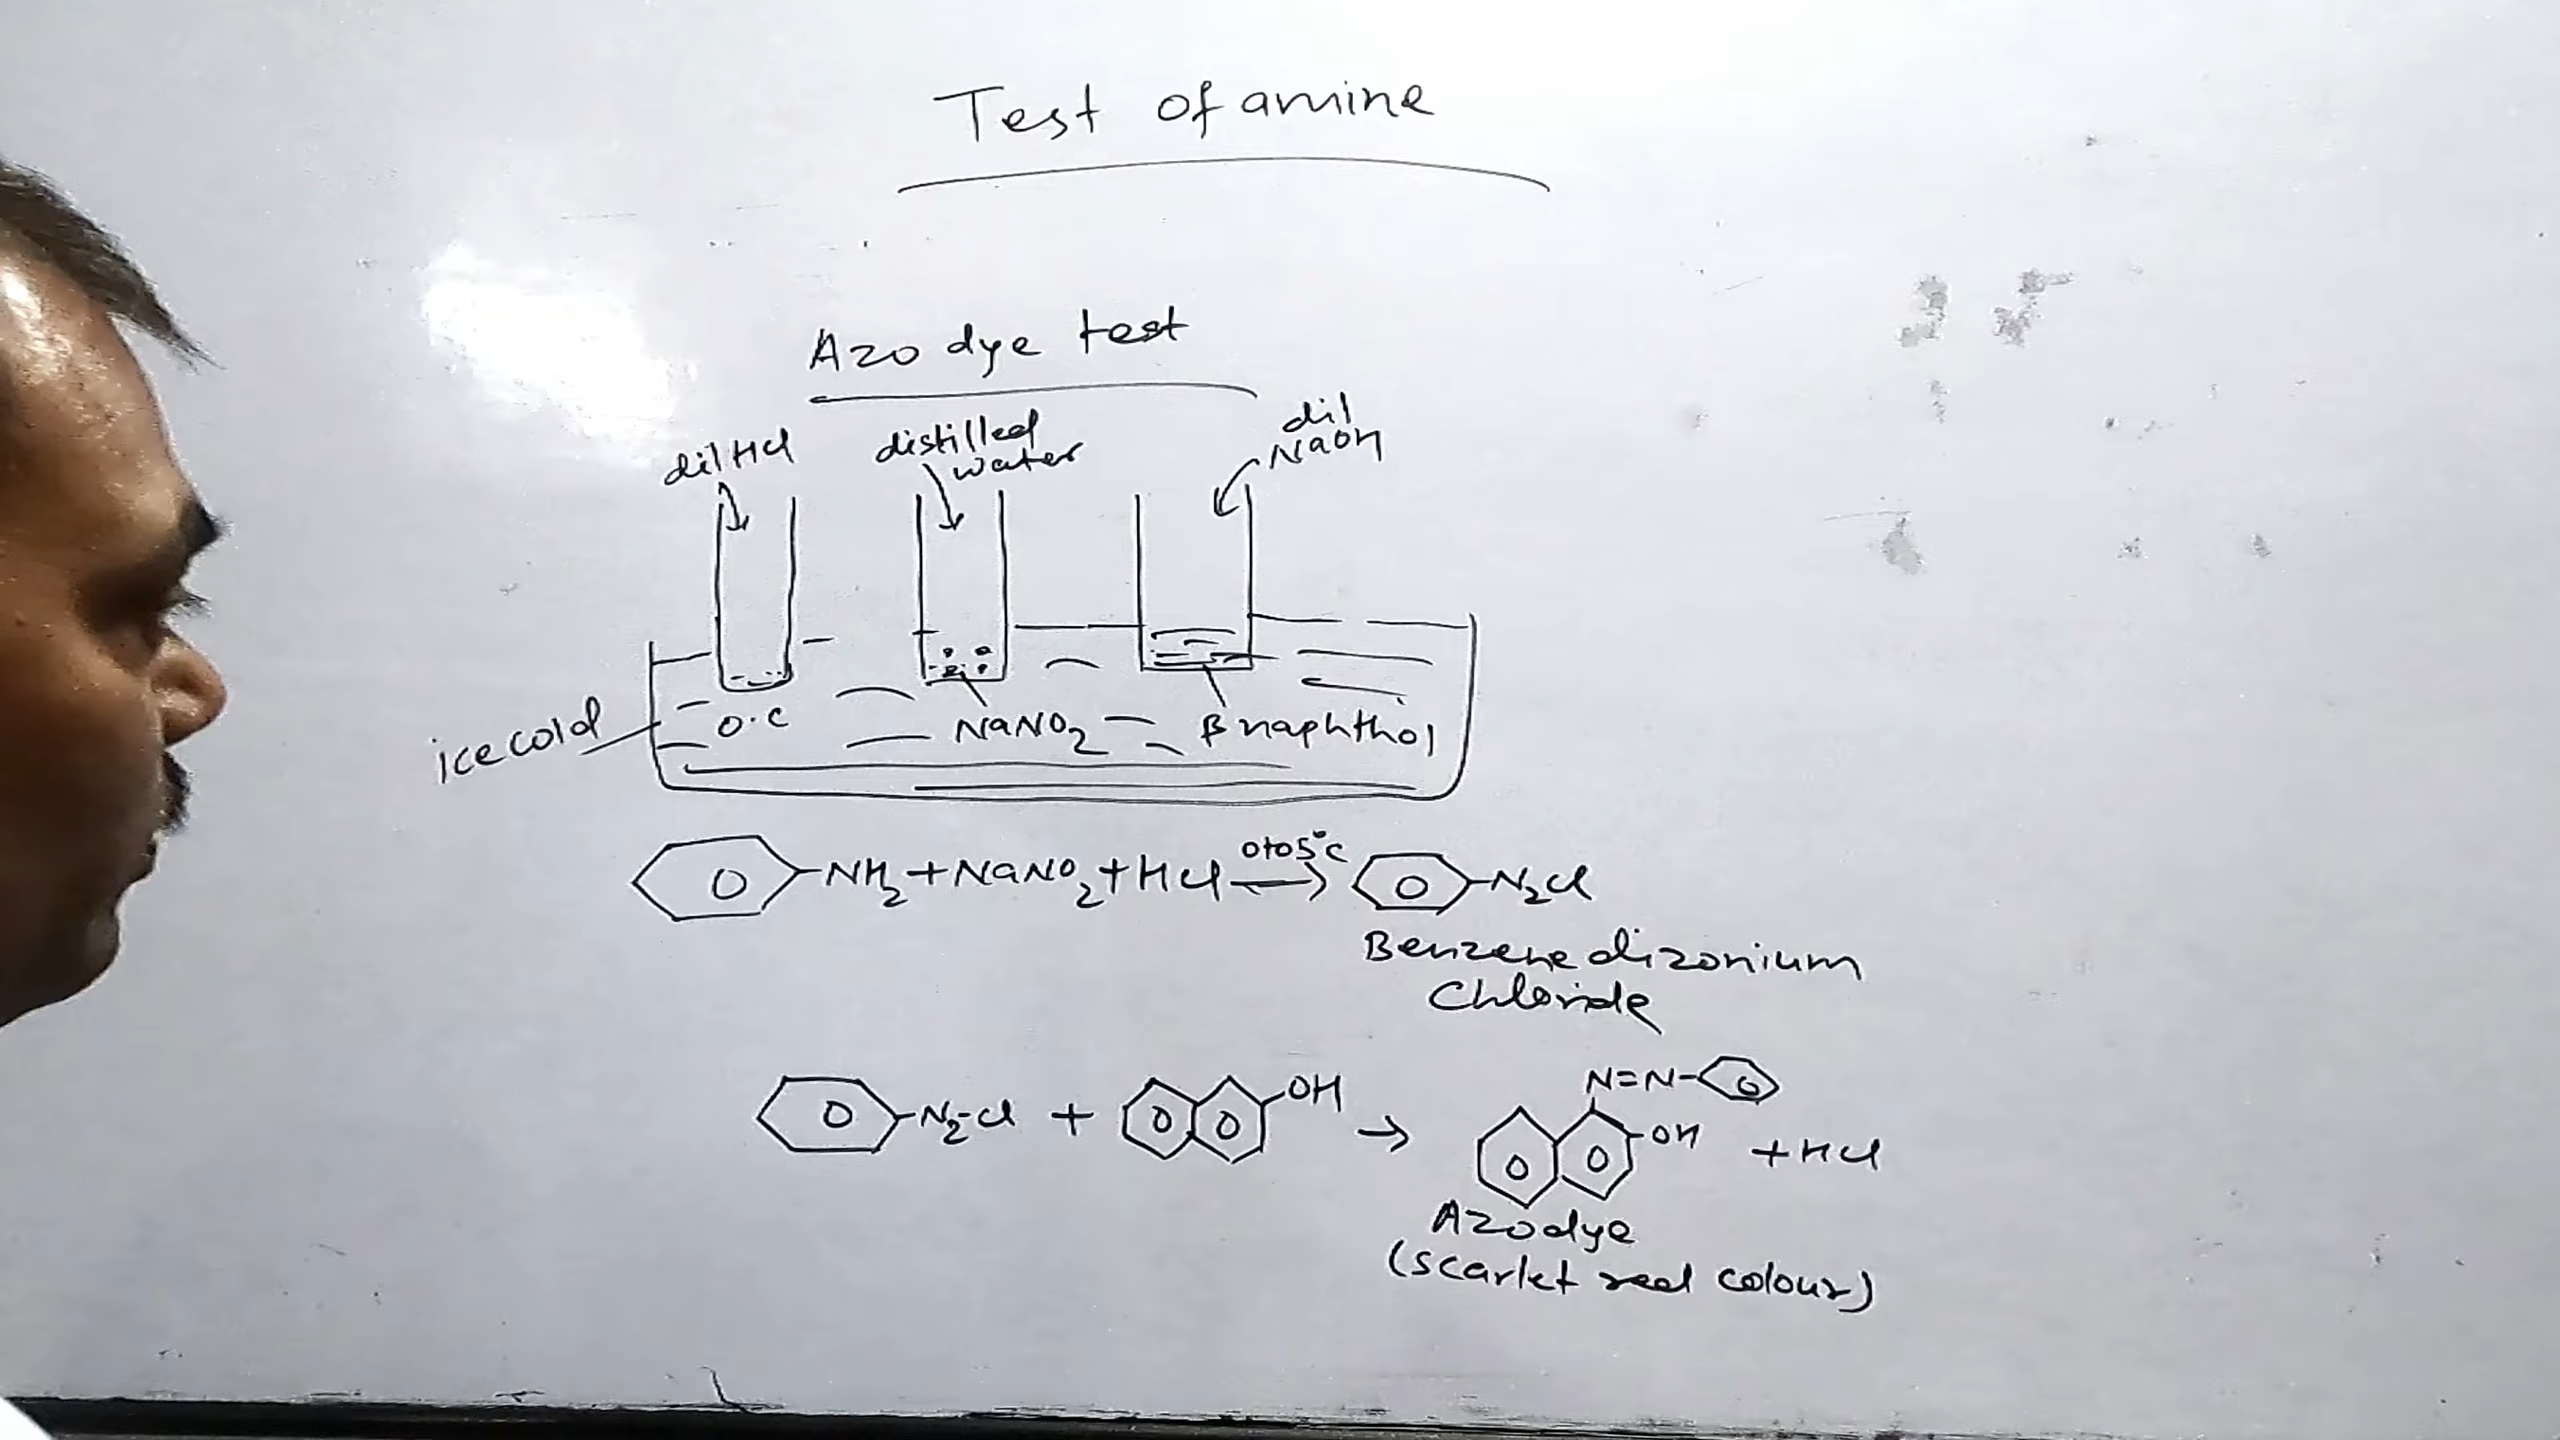 Test of amine
Azo dye test
dil HCl
distilled
water
dil
NaOH
ice cold
O.C
NaNO2
β naphthol
NH2 + NaNO2 + HCl 0 to 5°C N2Cl
Benzene dizonium
Chloride
N2-Cl + OH → N=N
OH + HCl
Azodye
(scarlet red colour)